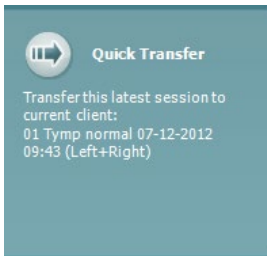 Quick Transfer
Transfer this latest session to
current client:
01 Tymp normal 07-12-2012
09:43 (Left+Right)